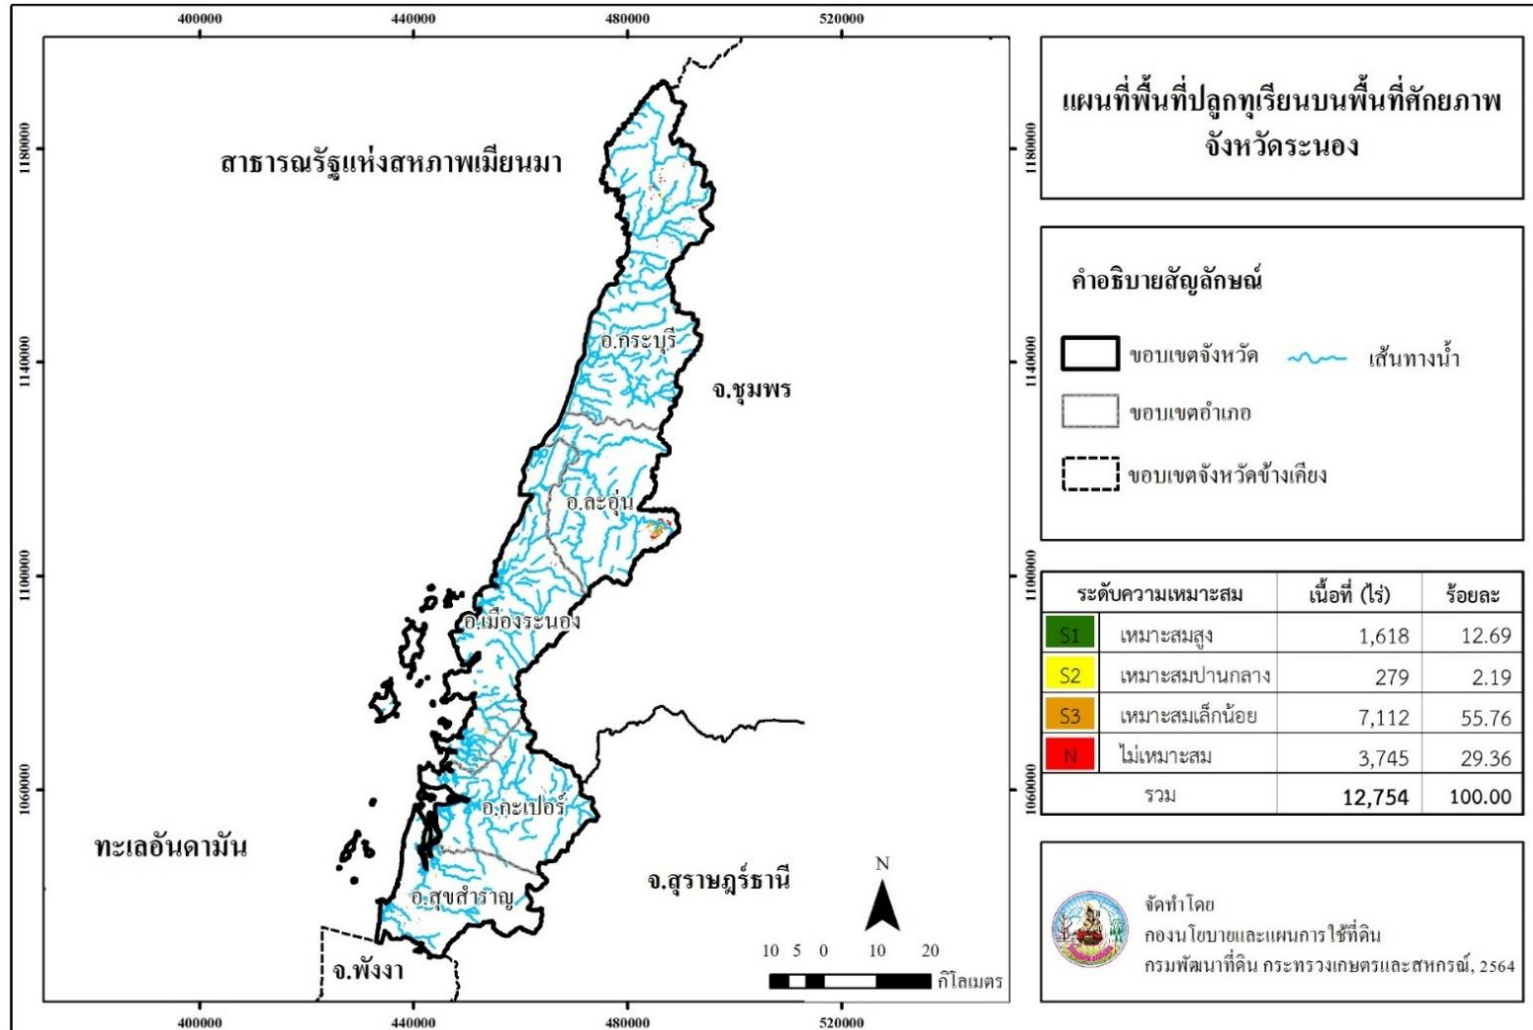 400000 440000 480000 520000
แผนที่พื้นที่ปลูกทุเรียนบนพื้นที่ศักยภาพ
จังหวัดระนอง
1180000
1140000
1100000
1060000
1180000
1140000
1100000
1060000
สาธารณรัฐแห่งสหภาพเมียนมา
อ.กระบุรี
จ.ชุมพร
อ.ละอุ่น
อ.เมืองระนอง
อ.กะเปอร์
ทะเลอันดามัน
จ.สุราษฎร์ธานี
อ.สุขสำราญ
จ.พังงา
N
10 5 0 10 20
กิโลเมตร
400000 440000 480000 520000
คำอธิบายสัญลักษณ์
ขอบเขตจังหวัด เส้นทางน้ำ
ขอบเขตอำเภอ
ขอบเขตจังหวัดข้างเคียง
ระดับความเหมาะสม เนื้อที่ (ไร่) ร้อยละ
S1 เหมาะสมสูง 1,618 12.69
S2 เหมาะสมปานกลาง 279 2.19
S3 เหมาะสมเล็กน้อย 7,112 55.76
N ไม่เหมาะสม 3,745 29.36
รวม 12,754 100.00
จัดทำโดย
กองนโยบายและแผนการใช้ที่ดิน
กรมพัฒนาที่ดิน กระทรวงเกษตรและสหกรณ์, 2564